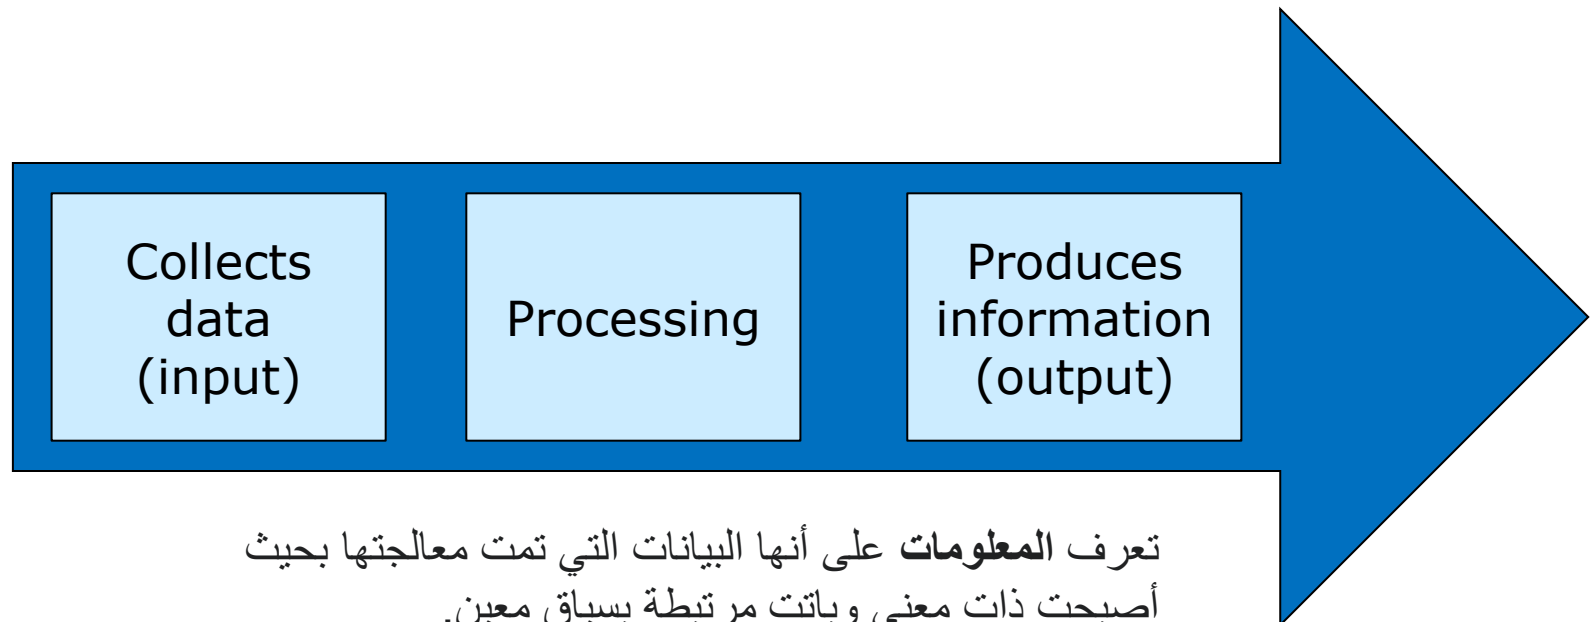 Collects
data
(input)
Processing
Produces
information
(output)
تعرف المعلومات على أنها البيانات التي تمت معالجتها بحيث
أصبحت ذات معنى وباتت مرتبطة بسياق معين.